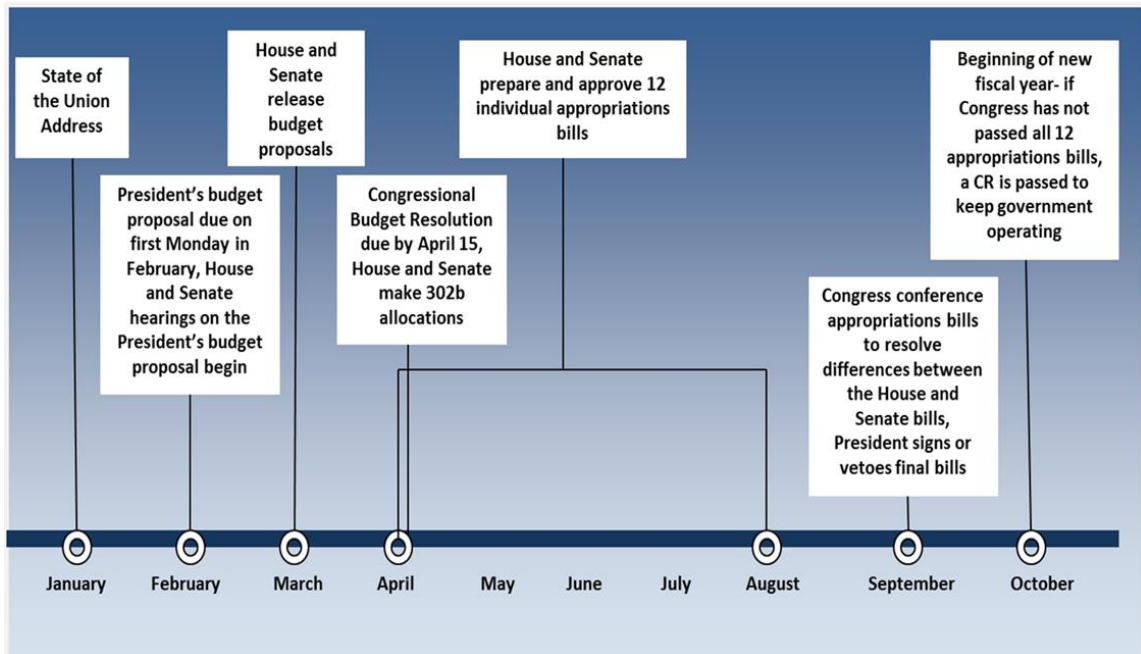 State of
the Union
Address
President’s budget
proposal due on
first Monday in
February, House
and Senate
hearings on the
President’s budget
proposal begin
House and
Senate
release
budget
proposals
Congressional
Budget Resolution
due by April 15,
House and Senate
make 302b
allocations
House and Senate
prepare and approve 12
individual appropriations
bills
Congress conference
appropriations bills
to resolve
differences between
the House and
Senate bills,
President signs or
vetoes final bills
Beginning of new
fiscal year- if
Congress has not
passed all 12
appropriations bills,
a CR is passed to
keep government
operating
January February March April May June July August September October